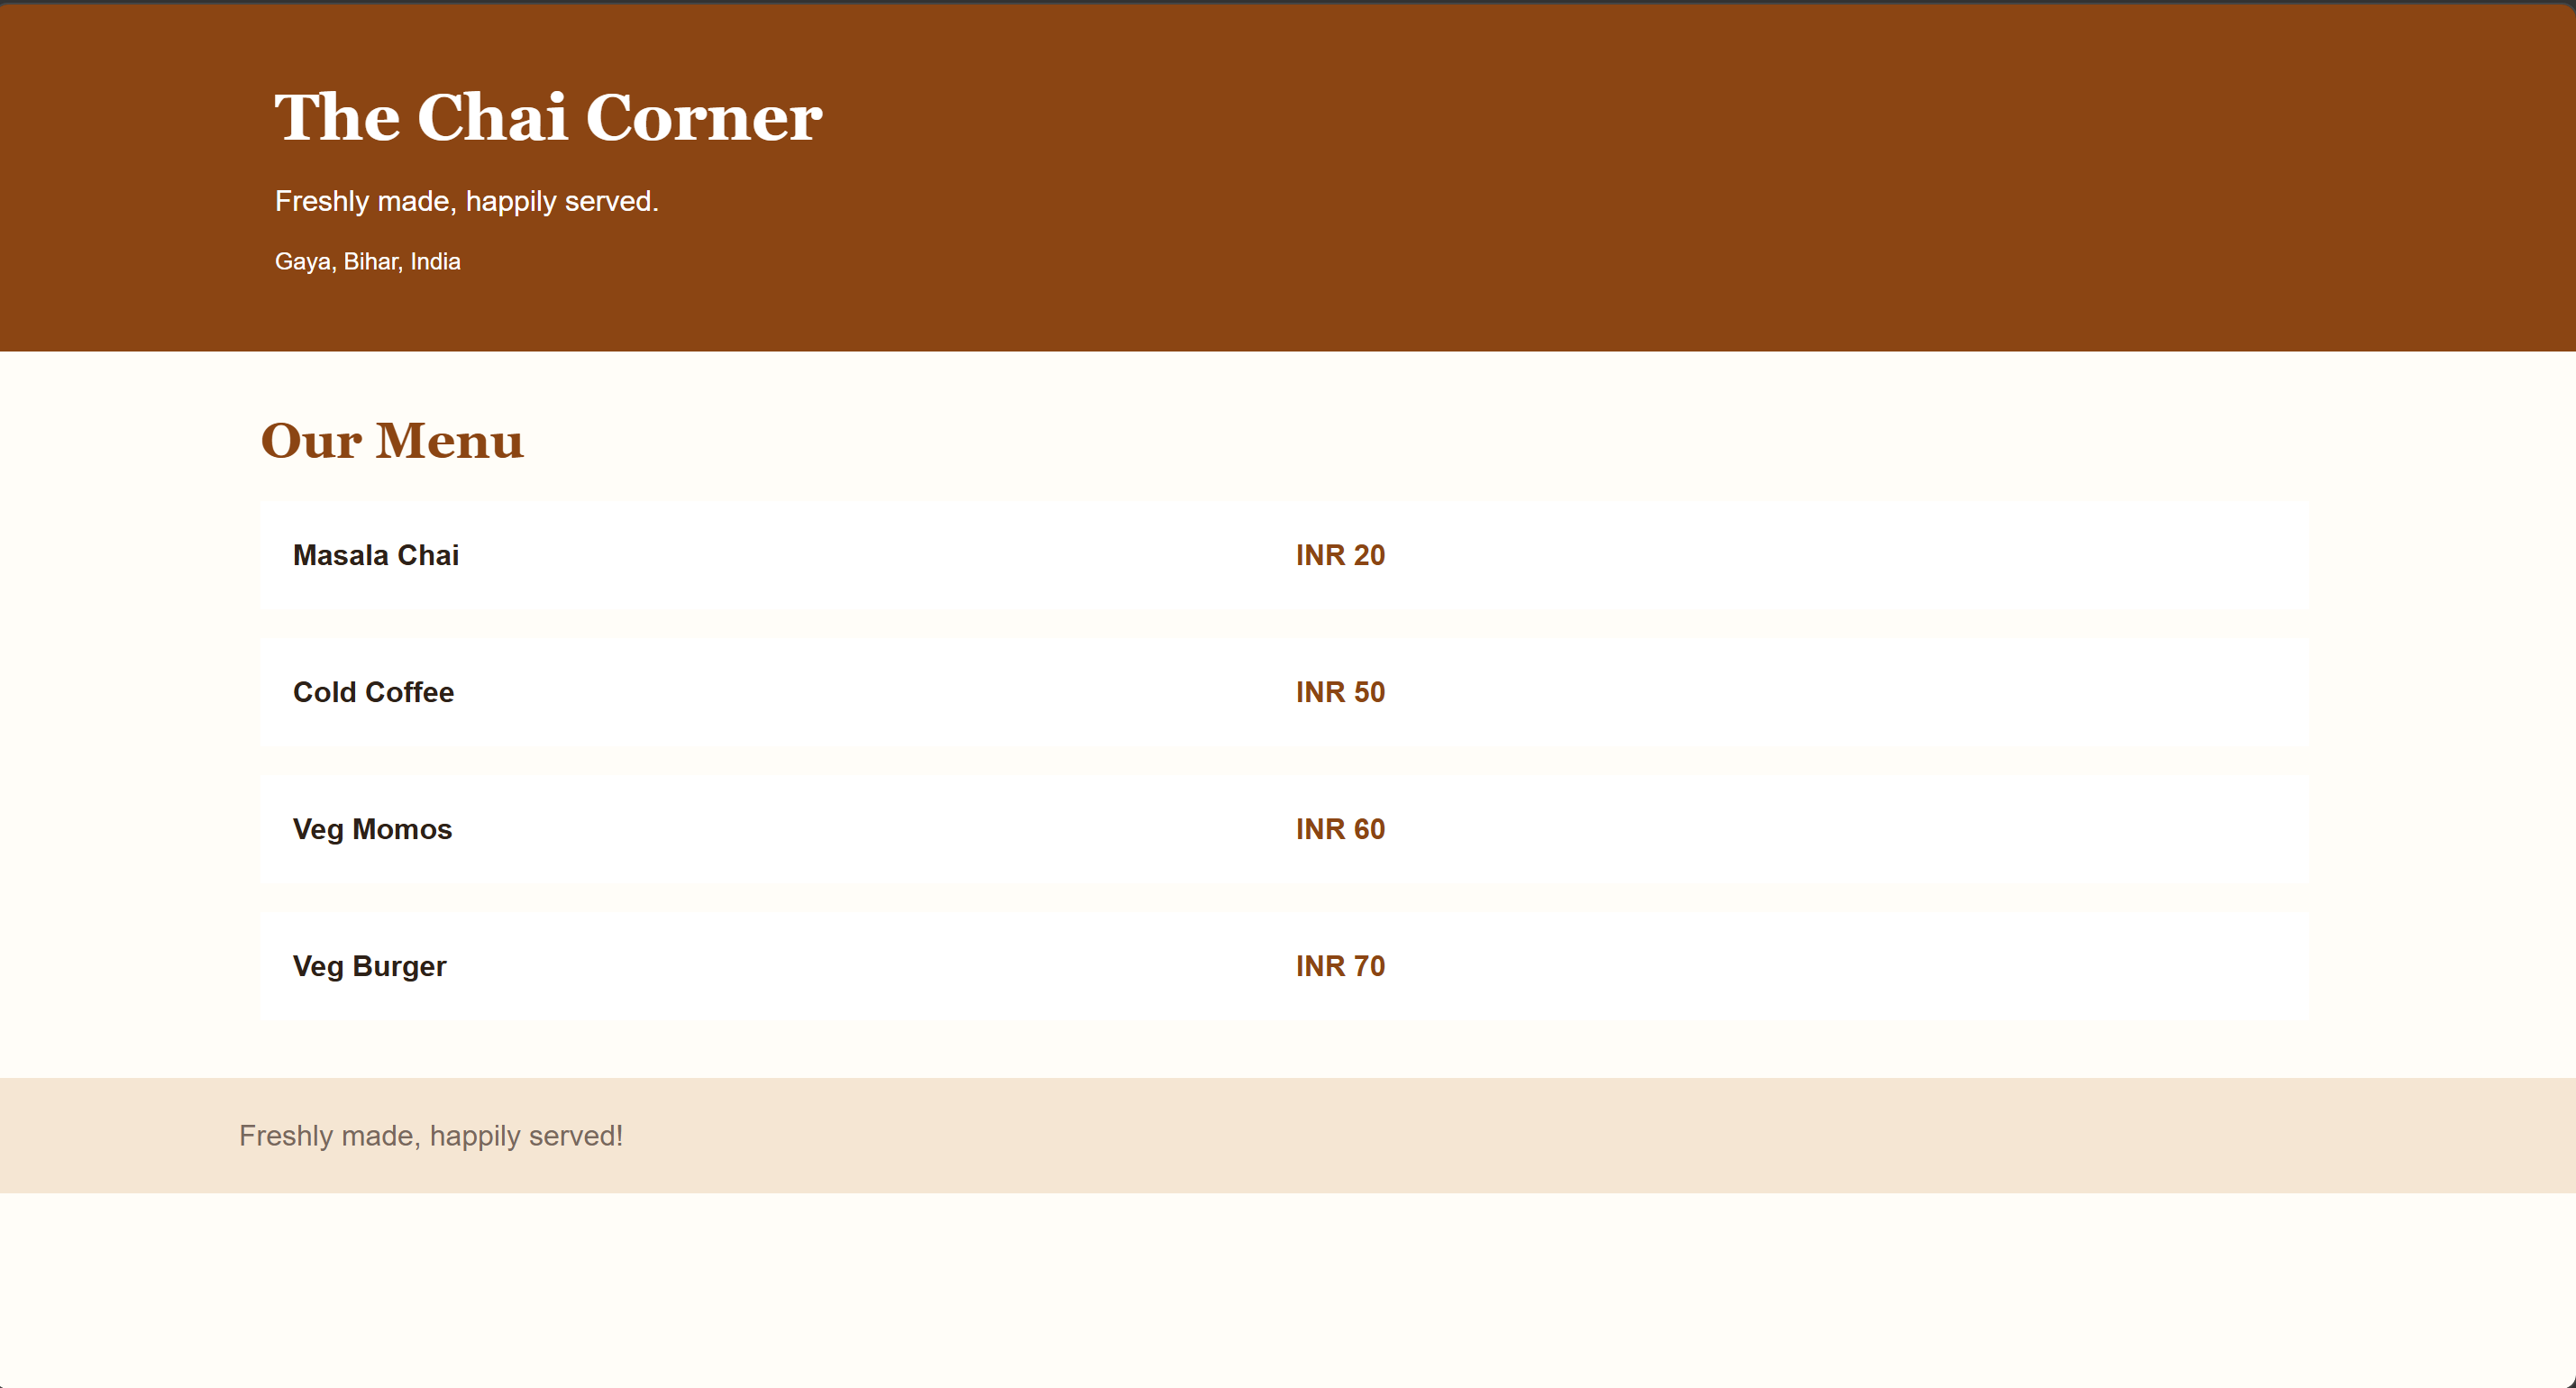 The Chai Corner
Freshly made, happily served.
Gaya, Bihar, India
Our Menu
Masala Chai INR 20
Cold Coffee INR 50
Veg Momos INR 60
Veg Burger INR 70
Freshly made, happily served!